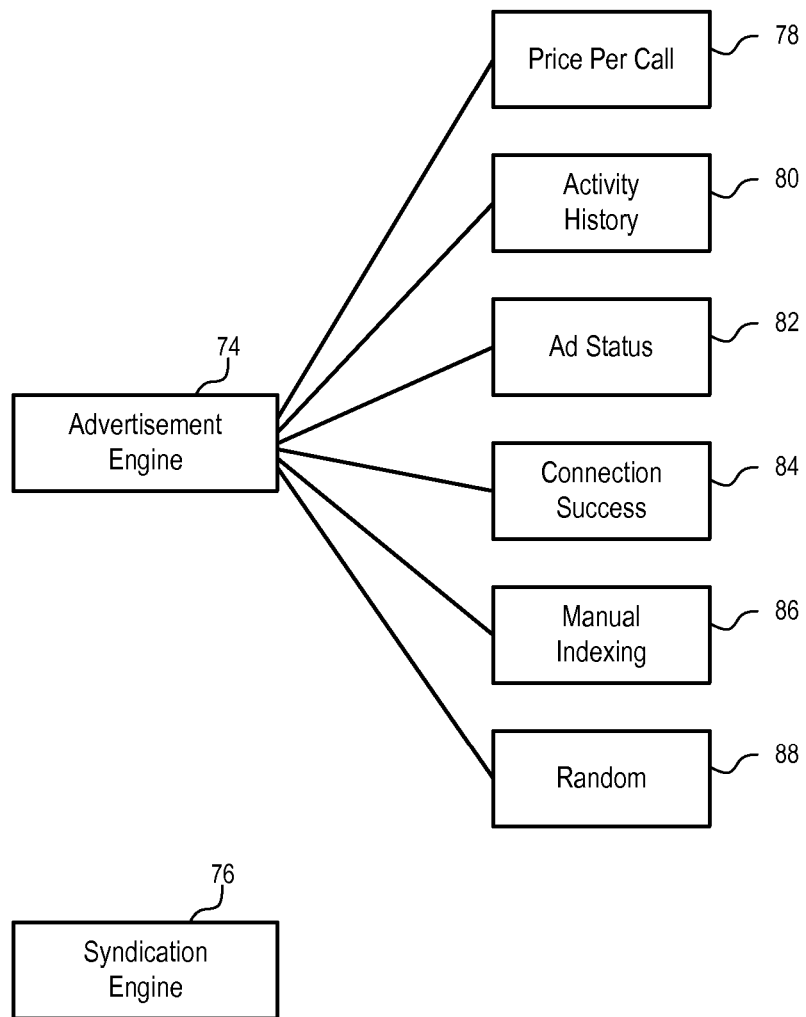 Price Per Call
78
Activity
History
80
Ad Status
82
74
Advertisement
Engine
Connection
Success
84
Manual
Indexing
86
Random
88
76
Syndication
Engine